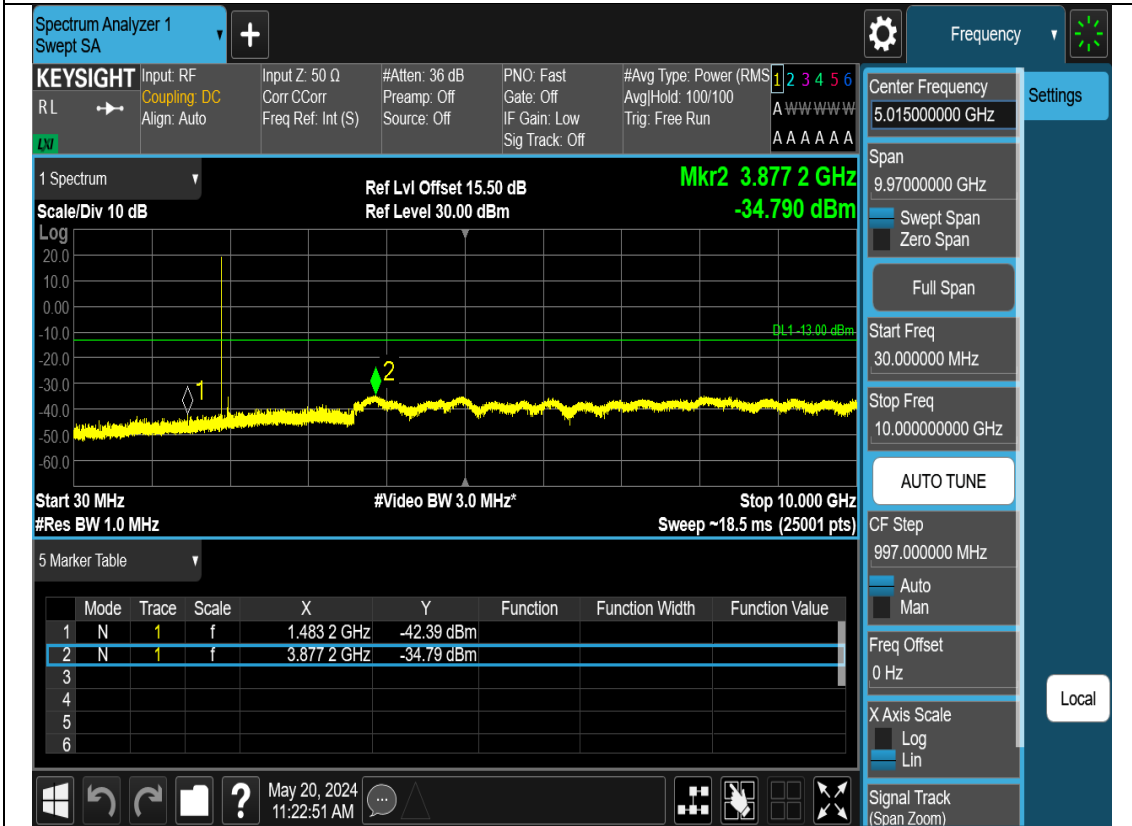 Spectrum Analyzer 1
Swept SA
Frequency
KEYSIGHT
RL
LXI
Input: RF
Coupling: DC
Align: Auto
Input Z: 50 Ω
Corr CCorr
Freq Ref: Int (S)
#Atten: 36 dB
Preamp: Off
Source: Off
PNO: Fast
Gate: Off
IF Gain: Low
Sig Track: Off
#Avg Type: Power (RMS
Avg|Hold: 100/100
Trig: Free Run
1 2 3 4 5 6
A W W W W W
A A A A A A
1 Spectrum
Ref Lvl Offset 15.50 dB
Mkr2 3.877 2 GHz
Scale/Div 10 dB
Ref Level 30.00 dBm
-34.790 dBm
Log
20.0
10.0
0.00
-10.0
-20.0
-30.0
-40.0
-50.0
-60.0
DL1 -13.00 dBm
1
2
Start 30 MHz
#Video BW 3.0 MHz*
Stop 10.000 GHz
#Res BW 1.0 MHz
Sweep ~18.5 ms (25001 pts)
5 Marker Table
Mode Trace Scale X Y Function Function Width Function Value
1 N 1 f 1.483 2 GHz -42.39 dBm
2 N 1 f 3.877 2 GHz -34.79 dBm
3
4
5
6
?
May 20, 2024
11:22:51 AM
Center Frequency
5.015000000 GHz
Settings
Span
9.97000000 GHz
Swept Span
Zero Span
Full Span
Start Freq
30.000000 MHz
Stop Freq
10.000000000 GHz
AUTO TUNE
CF Step
997.000000 MHz
Auto
Man
Freq Offset
0 Hz
X Axis Scale
Log
Lin
Local
Signal Track
(Span Zoom)